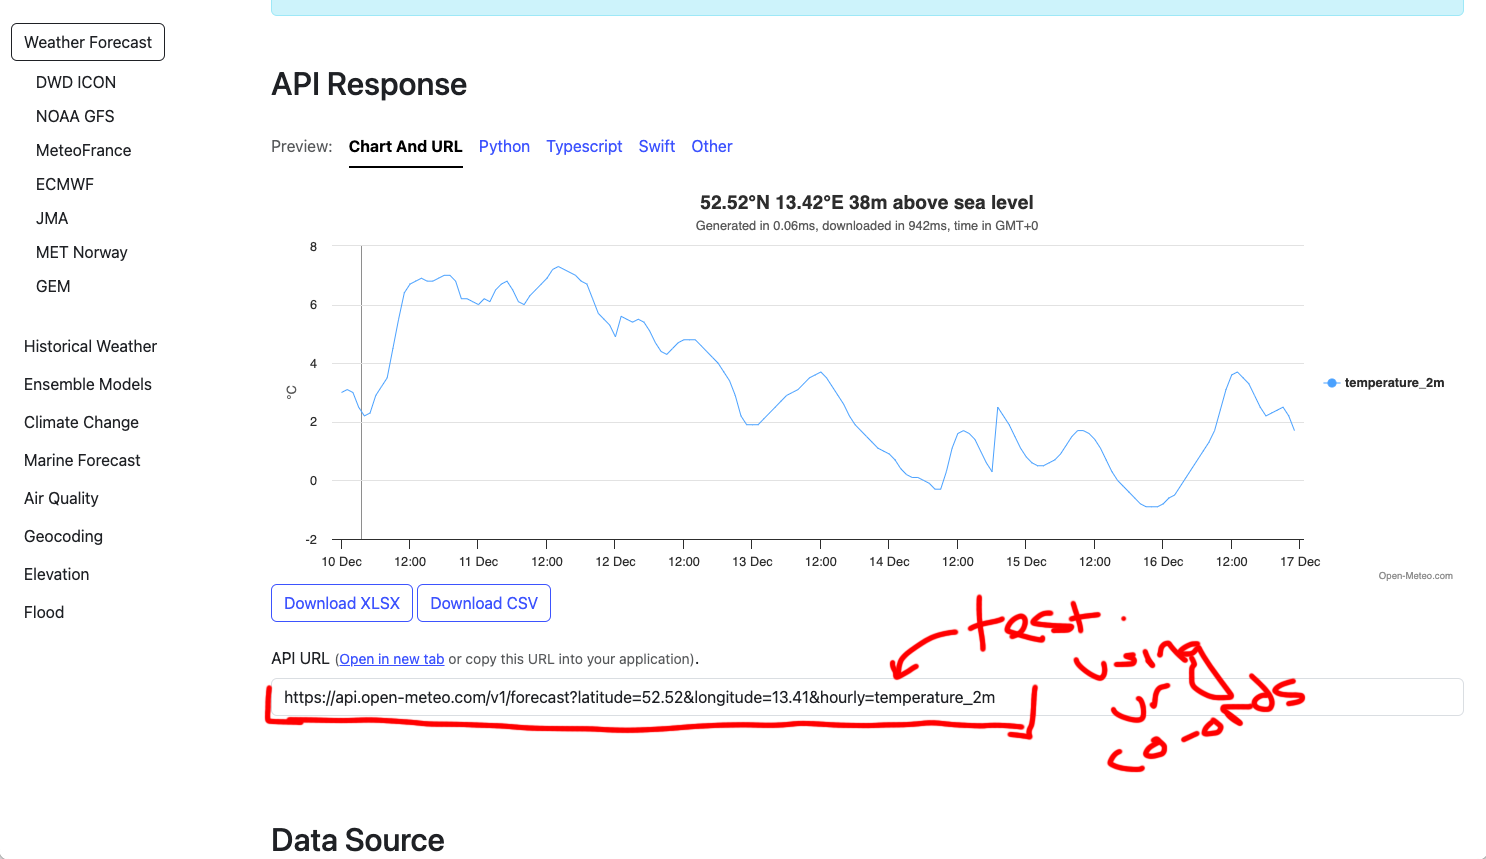 Weather Forecast
DWD ICON
NOAA GFS
MeteoFrance
ECMWF
JMA
MET Norway
GEM
Historical Weather
Ensemble Models
Climate Change
Marine Forecast
Air Quality
Geocoding
Elevation
Flood
API Response
Preview: Chart And URL Python Typescript Swift Other
52.52°N 13.42°E 38m above sea level
Generated in 0.06ms, downloaded in 942ms, time in GMT+0
8
6
4
2
0
-2
°C
temperature_2m
10 Dec 12:00 11 Dec 12:00 12 Dec 12:00 13 Dec 12:00 14 Dec 12:00 15 Dec 12:00 16 Dec 12:00 17 Dec
Open-Meteo.com
Download XLSX Download CSV
test.
using
ur
co-ords
API URL (Open in new tab or copy this URL into your application).
https://api.open-meteo.com/v1/forecast?latitude=52.52&longitude=13.41&hourly=temperature_2m
Data Source